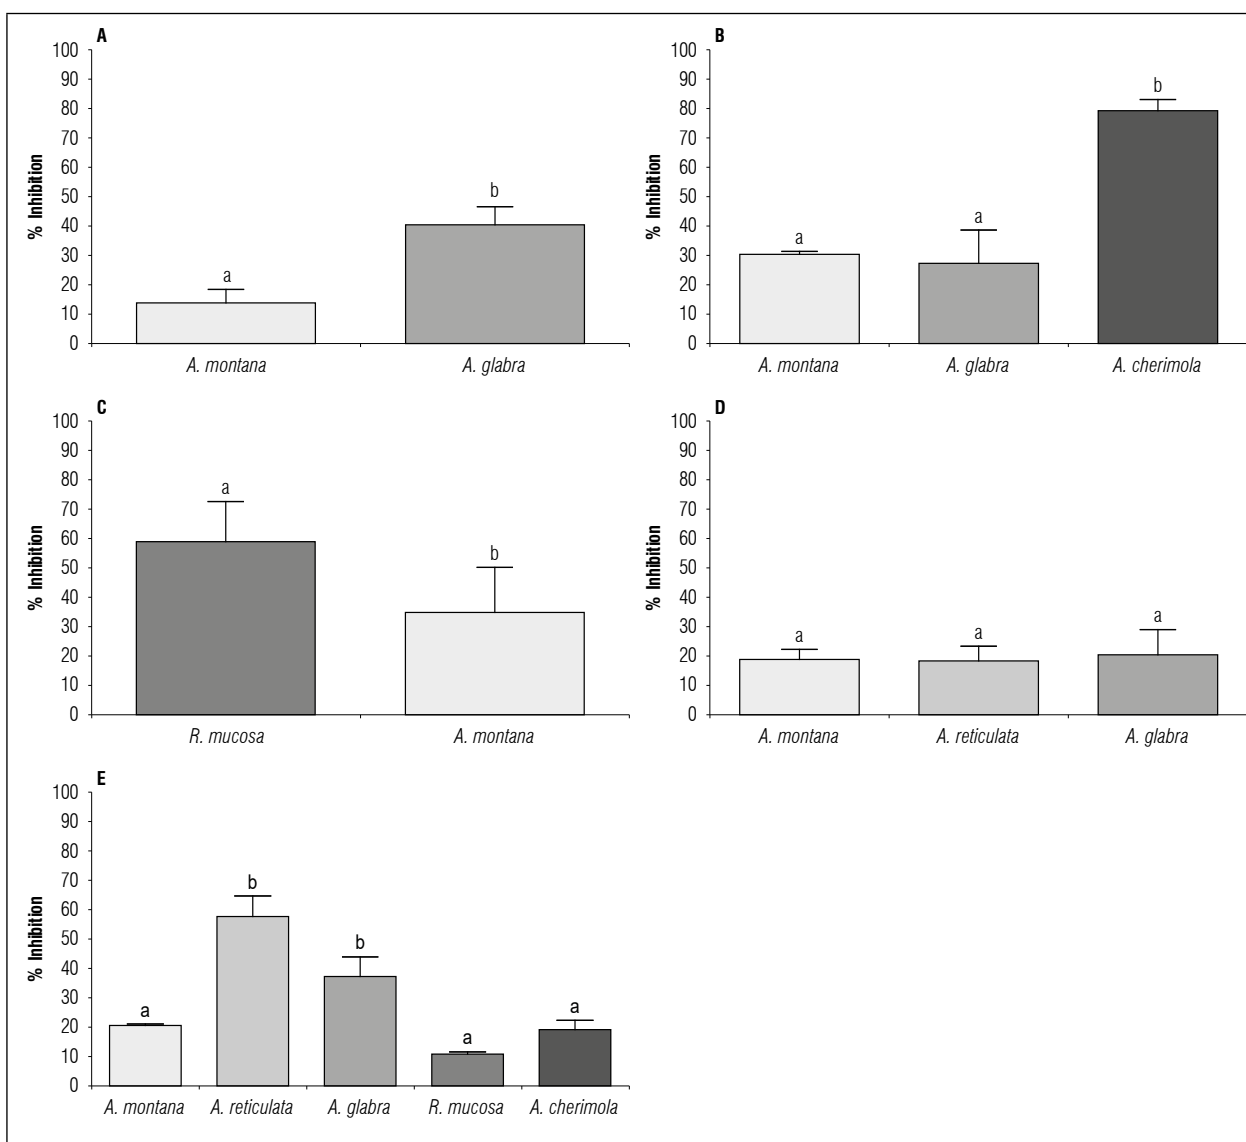 A
% Inhibition
100
90
80
70
60
50
40
30
20
10
0
a
b
A. montana
A. glabra
B
% Inhibition
100
90
80
70
60
50
40
30
20
10
0
a
a
b
A. montana
A. glabra
A. cherimola
C
% Inhibition
100
90
80
70
60
50
40
30
20
10
0
a
b
R. mucosa
A. montana
D
% Inhibition
100
90
80
70
60
50
40
30
20
10
0
a
a
a
A. montana
A. reticulata
A. glabra
E
% Inhibition
100
90
80
70
60
50
40
30
20
10
0
a
b
b
a
a
A. montana
A. reticulata
A. glabra
R. mucosa
A. cherimola